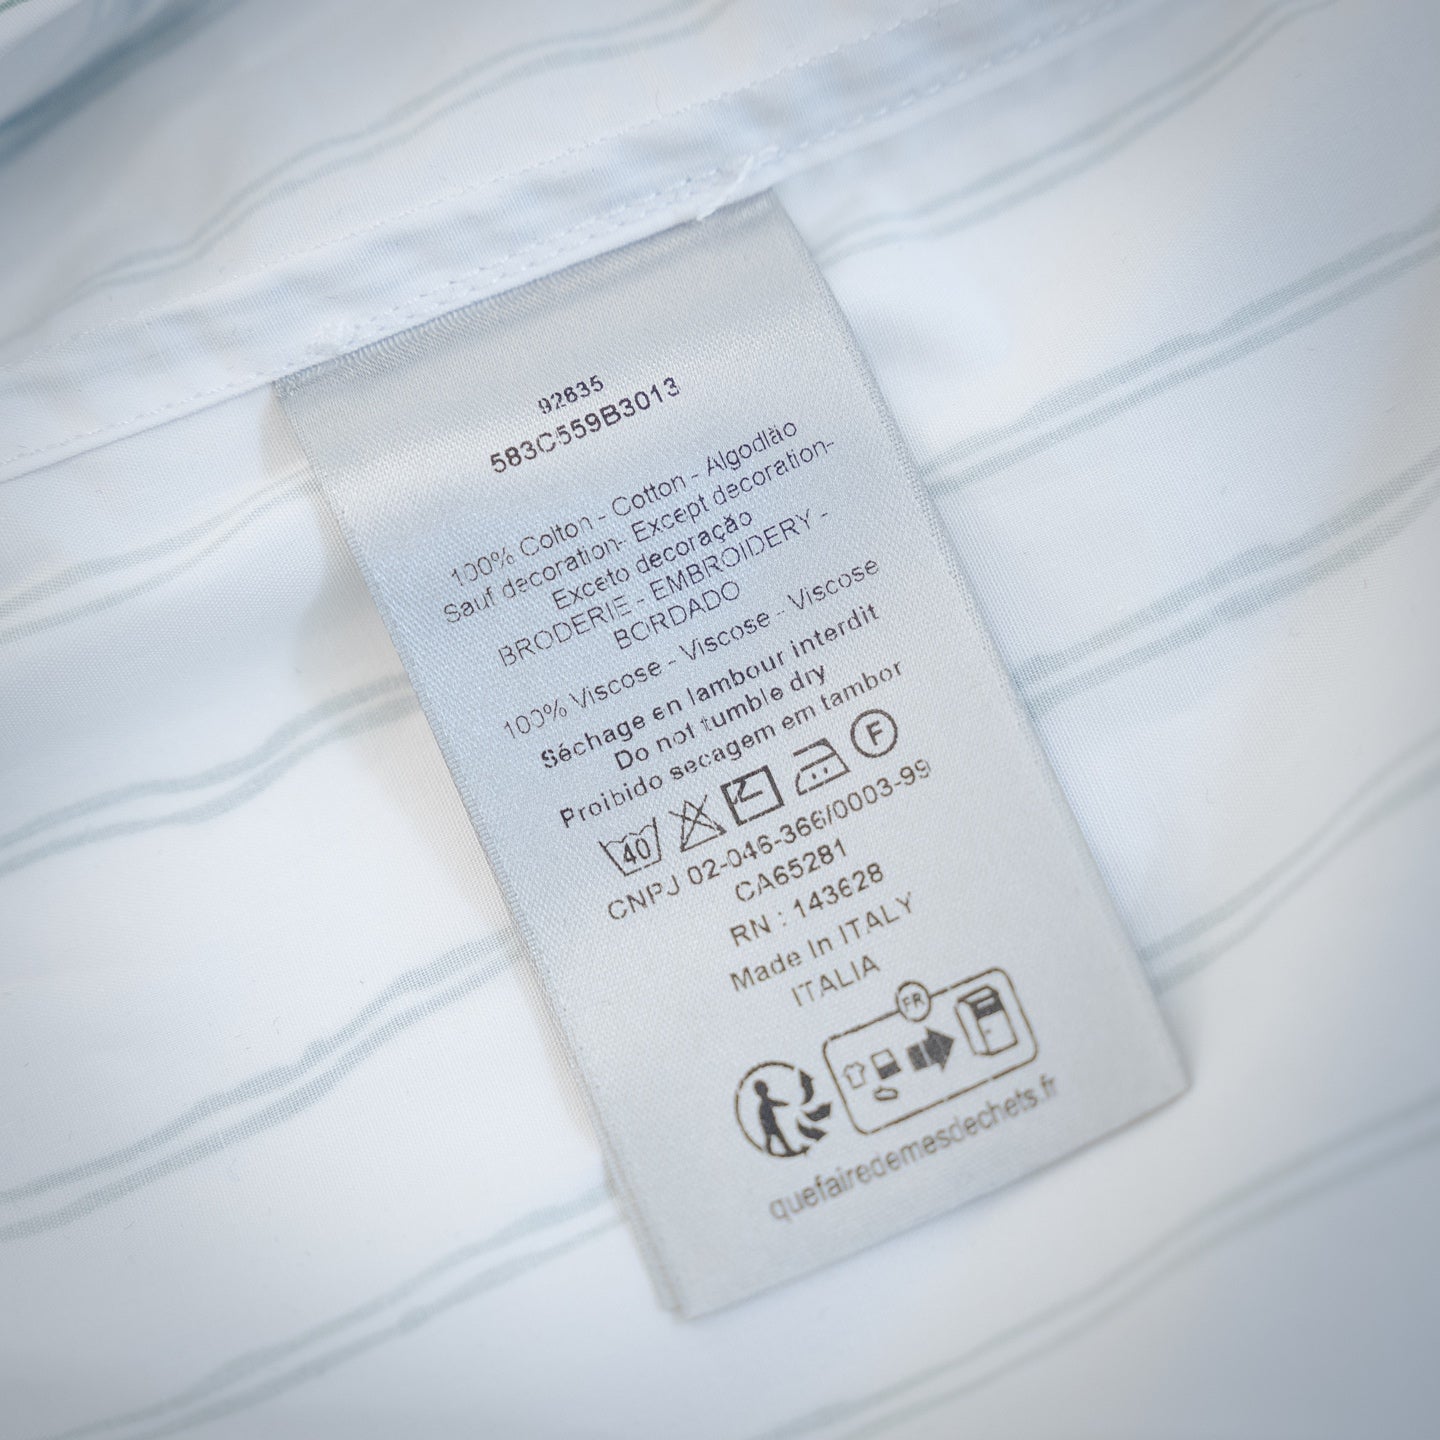 92635
583C559B3013
100% Coton - Cotton - Algodão
Sauf decoration- Except decoration-
Exceto decoração
BRODERIE - EMBROIDERY -
BORDADO
100% Viscose - Viscose - Viscose
Séchage en tambour interdit
Do not tumble dry
Proibido secagem em tambor
40 F
CNPJ 02-046-366/0003-99
CA65281
RN : 143628
Made In ITALY
ITALIA
FR
quefairedemesdechets.fr